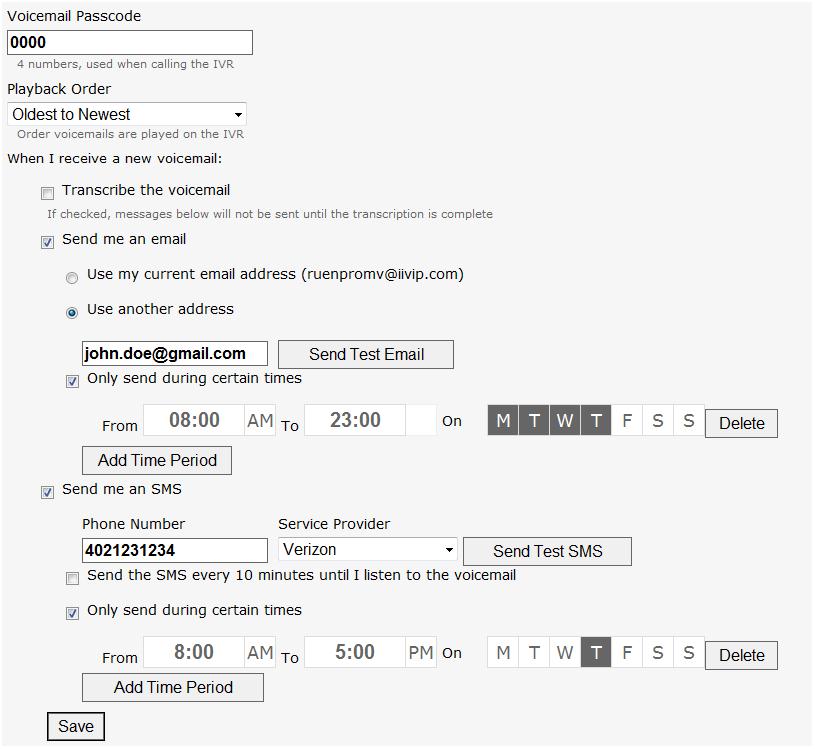 Voicemail Passcode
0000
4 numbers, used when calling the IVR
Playback Order
Oldest to Newest
Order voicemails are played on the IVR
When I receive a new voicemail:
Transcribe the voicemail
If checked, messages below will not be sent until the transcription is complete
Send me an email
Use my current email address (ruenpromv@iivip.com)
Use another address
john.doe@gmail.com Send Test Email
Only send during certain times
From 08:00 AM To 23:00 On M T W T F S S Delete
Add Time Period
Send me an SMS
Phone Number Service Provider
4021231234 Verizon Send Test SMS
Send the SMS every 10 minutes until I listen to the voicemail
Only send during certain times
From 8:00 AM To 5:00 PM On M T W T F S S Delete
Add Time Period
Save